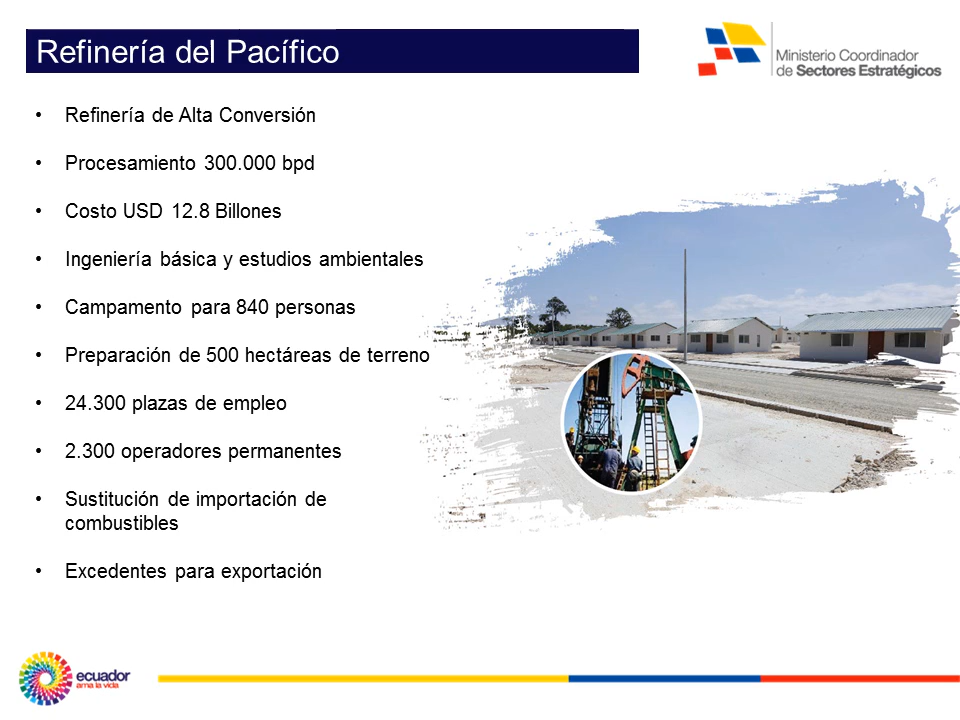 Refinería del Pacífico
Ministerio Coordinador
de Sectores Estratégicos
• Refinería de Alta Conversión
• Procesamiento 300.000 bpd
• Costo USD 12.8 Billones
• Ingeniería básica y estudios ambientales
• Campamento para 840 personas
• Preparación de 500 hectáreas de terreno
• 24.300 plazas de empleo
• 2.300 operadores permanentes
• Sustitución de importación de
combustibles
• Excedentes para exportación
ecuador
ama la vida